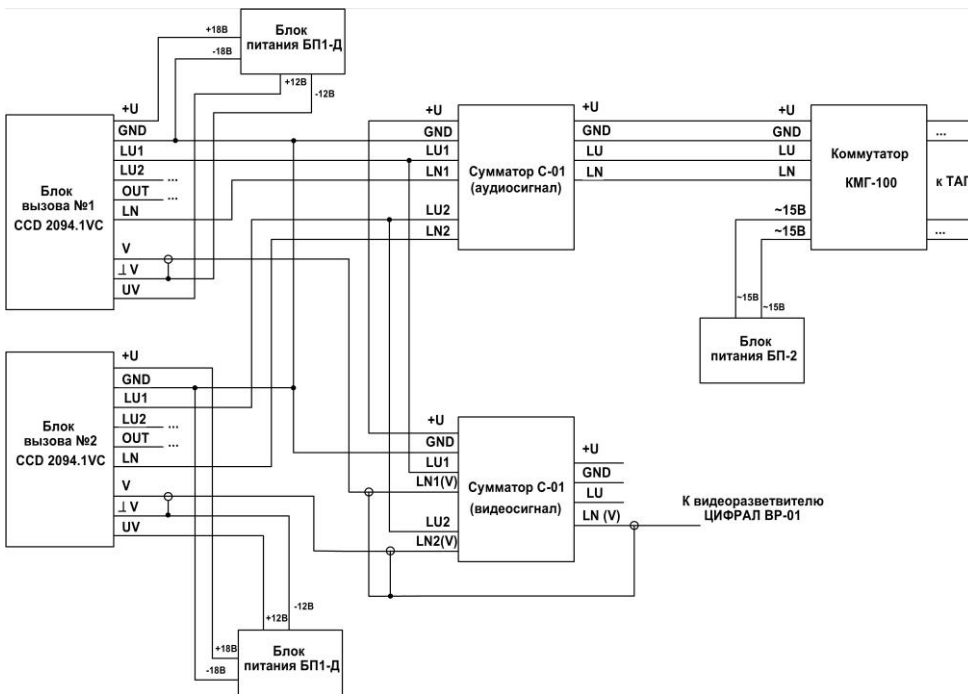 Блок
питания БП1-Д
+18В
-18В
+12В
-12В
Блок
вызова №1
CCD 2094.1VC
+U
GND
LU1
LU2 ...
OUT ...
LN
V
⊥ V
UV
+U
GND
LU1
LN1
LU2
LN2
Сумматор С-01
(аудиосигнал)
+U
GND
LU
LN
+U
GND
LU
LN
~15В
~15В
Коммутатор
КМГ-100
...
к ТАП
...
~15В
~15В
Блок
питания БП-2
Блок
вызова №2
CCD 2094.1VC
+U
GND
LU1
LU2 ...
OUT ...
LN
V
⊥ V
UV
+U
GND
LU1
LN1(V)
LU2
LN2(V)
Сумматор С-01
(видеосигнал)
+U
GND
LU
LN (V)
К видеоразветвителю
ЦИФРАЛ ВР-01
-12В
+12В
+18В
-18В
Блок
питания БП1-Д